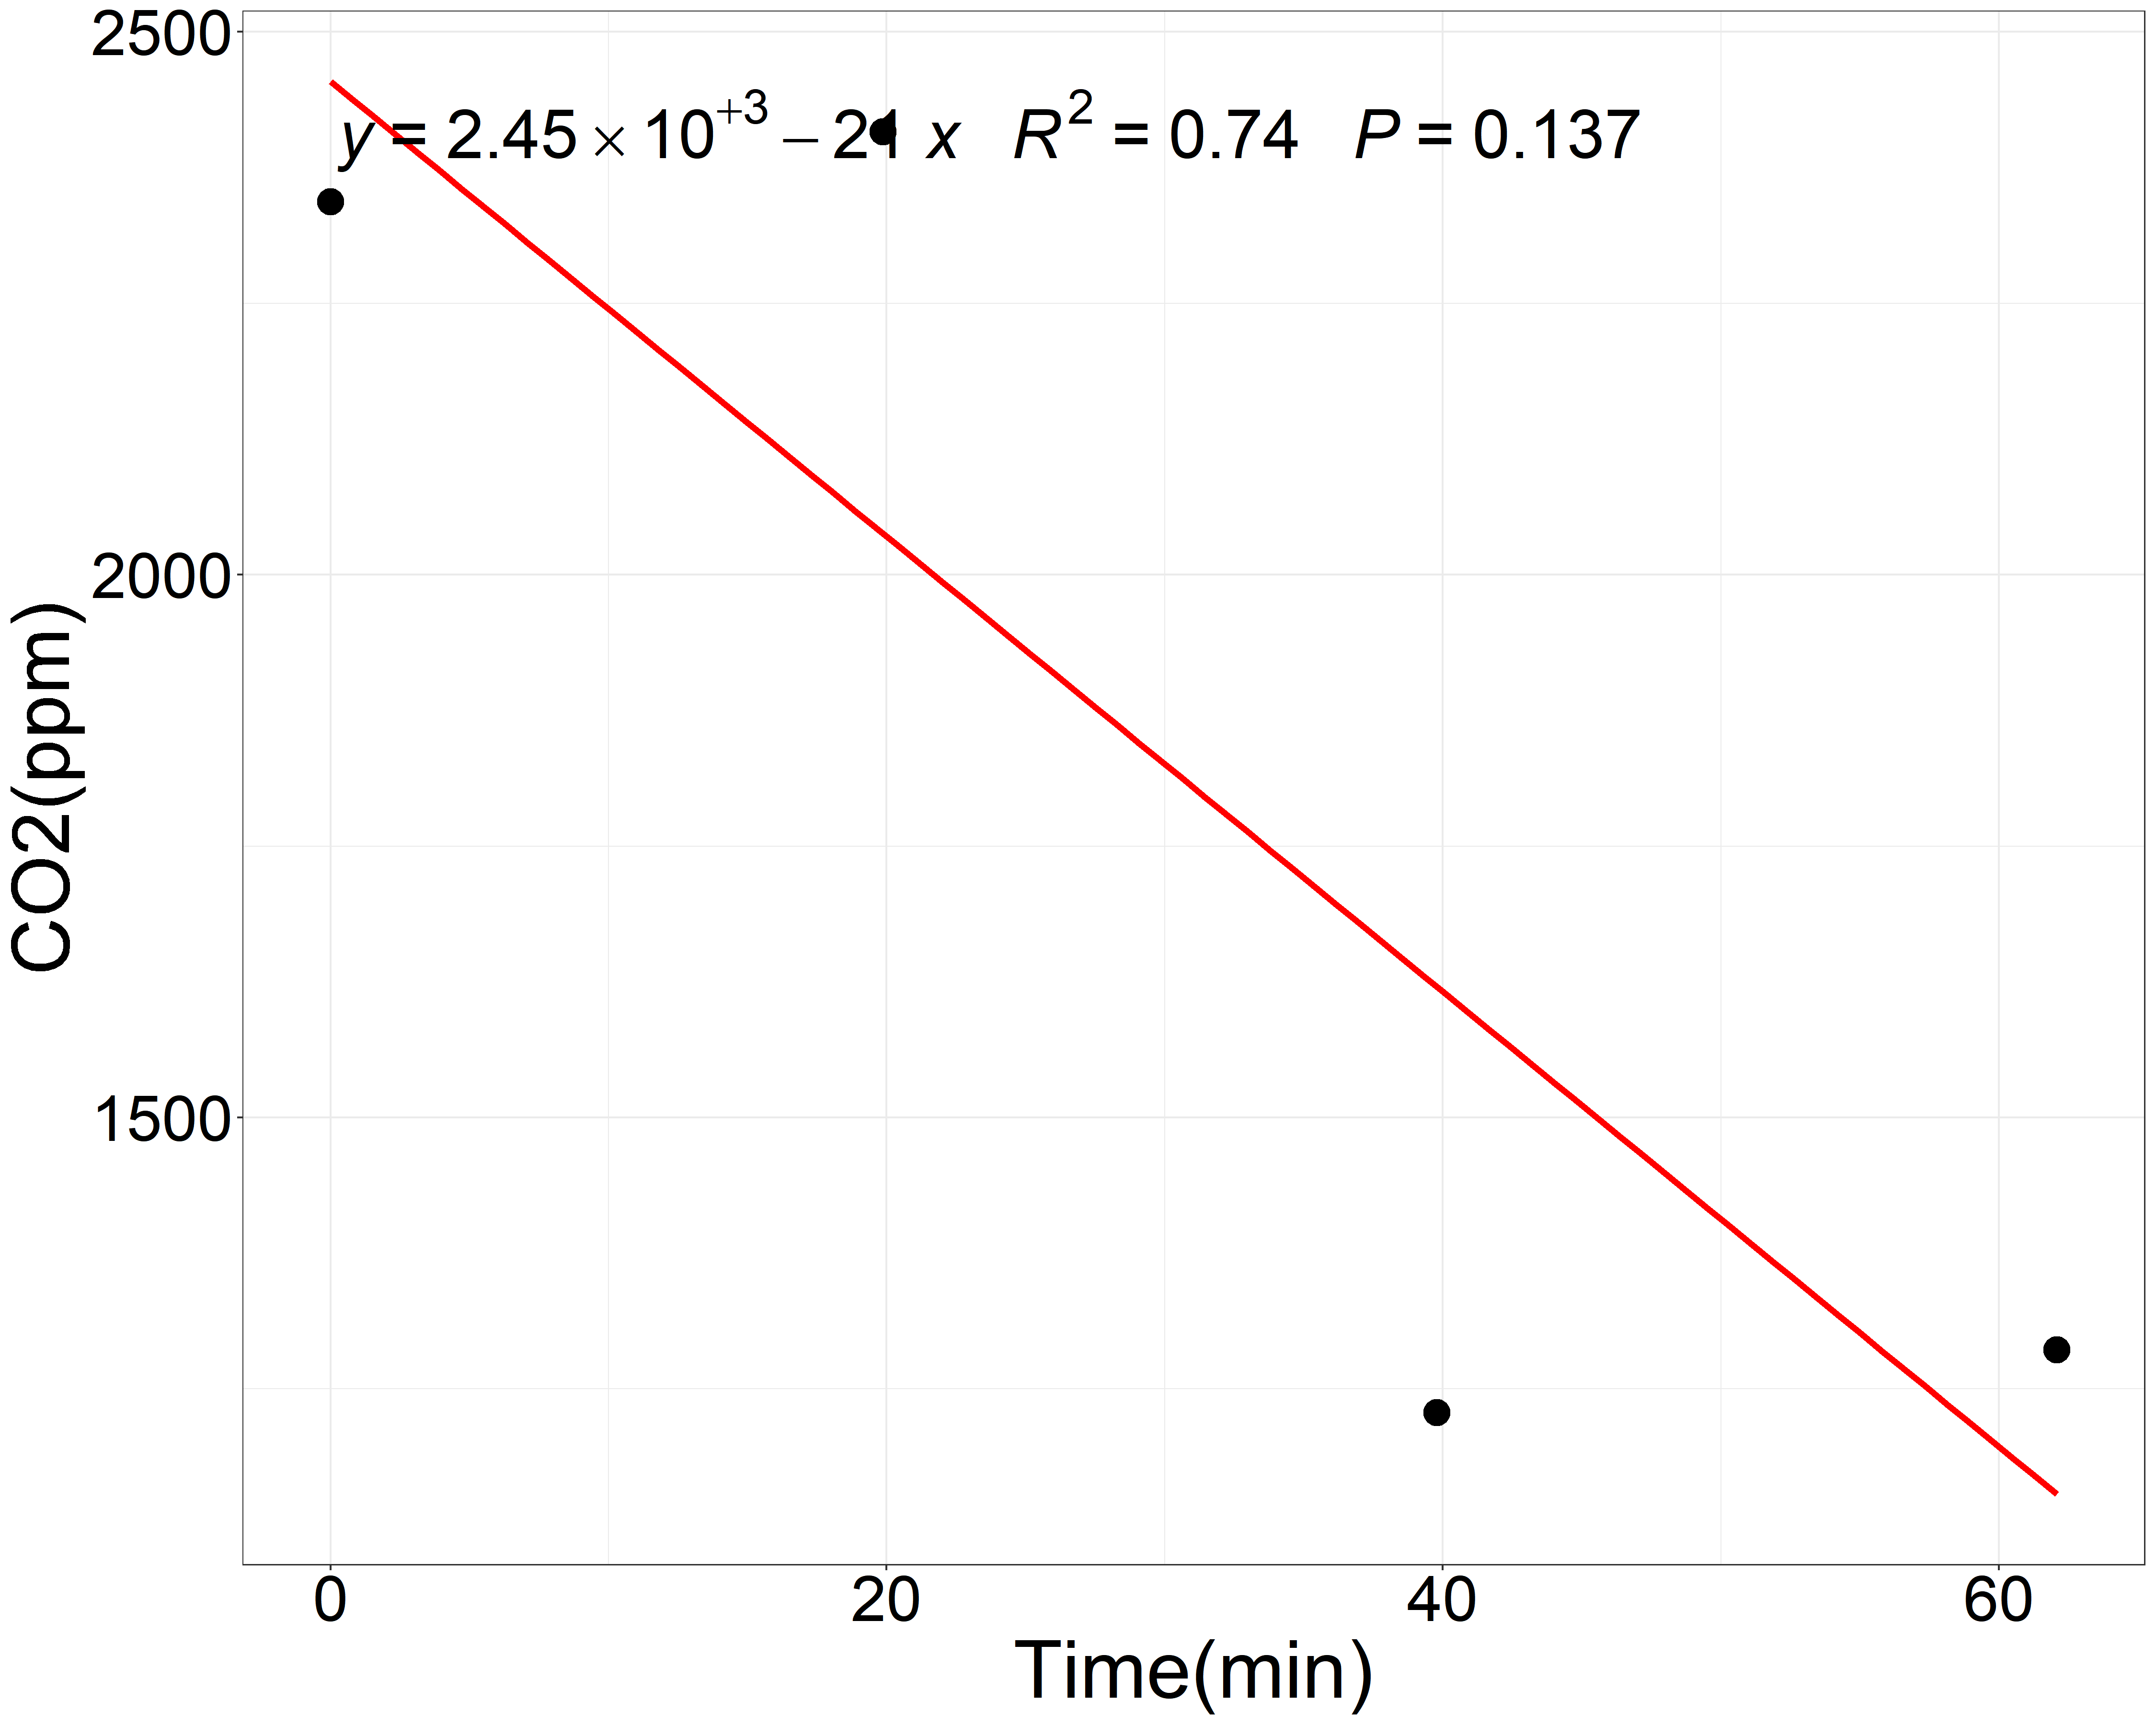 2500
y = 2.45 × 10⁺³ − 21 x R² = 0.74 P = 0.137
2000
1500
CO2(ppm)
0 20 40 60
Time(min)